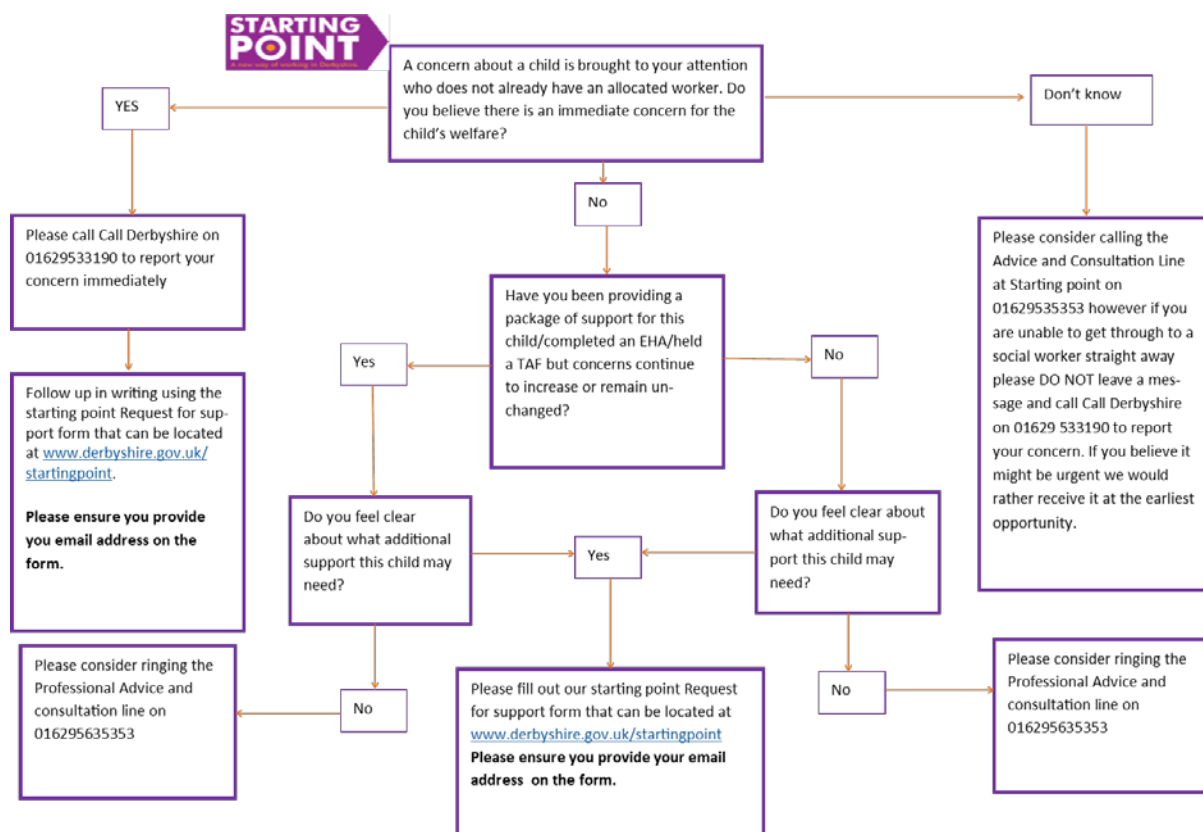 STARTING
POINT
A new way of working in Derbyshire.
A concern about a child is brought to your attention
who does not already have an allocated worker. Do
you believe there is an immediate concern for the
child's welfare?
YES
Don't know
No
Please call Call Derbyshire on
01629533190 to report your
concern immediately
Have you been providing a
package of support for this
child/completed an EHA/held
a TAF but concerns continue
to increase or remain un-
changed?
Please consider calling the
Advice and Consultation Line
at Starting point on
01629535353 however if you
are unable to get through to a
social worker straight away
please DO NOT leave a mes-
sage and call Call Derbyshire
on 01629 533190 to report
your concern. If you believe it
might be urgent we would
rather receive it at the earliest
opportunity.
Yes
No
Follow up in writing using the
starting point Request for sup-
port form that can be located
at www.derbyshire.gov.uk/
startingpoint.
Please ensure you provide
you email address on the
form.
Do you feel clear
about what additional
support this child may
need?
Yes
Do you feel clear about
what additional sup-
port this child may
need?
Please consider ringing the
Professional Advice and
consultation line on
016295635353
No
Please fill out our starting point Request
for support form that can be located at
www.derbyshire.gov.uk/startingpoint
Please ensure you provide your email
address on the form.
No
Please consider ringing the
Professional Advice and
consultation line on
016295635353